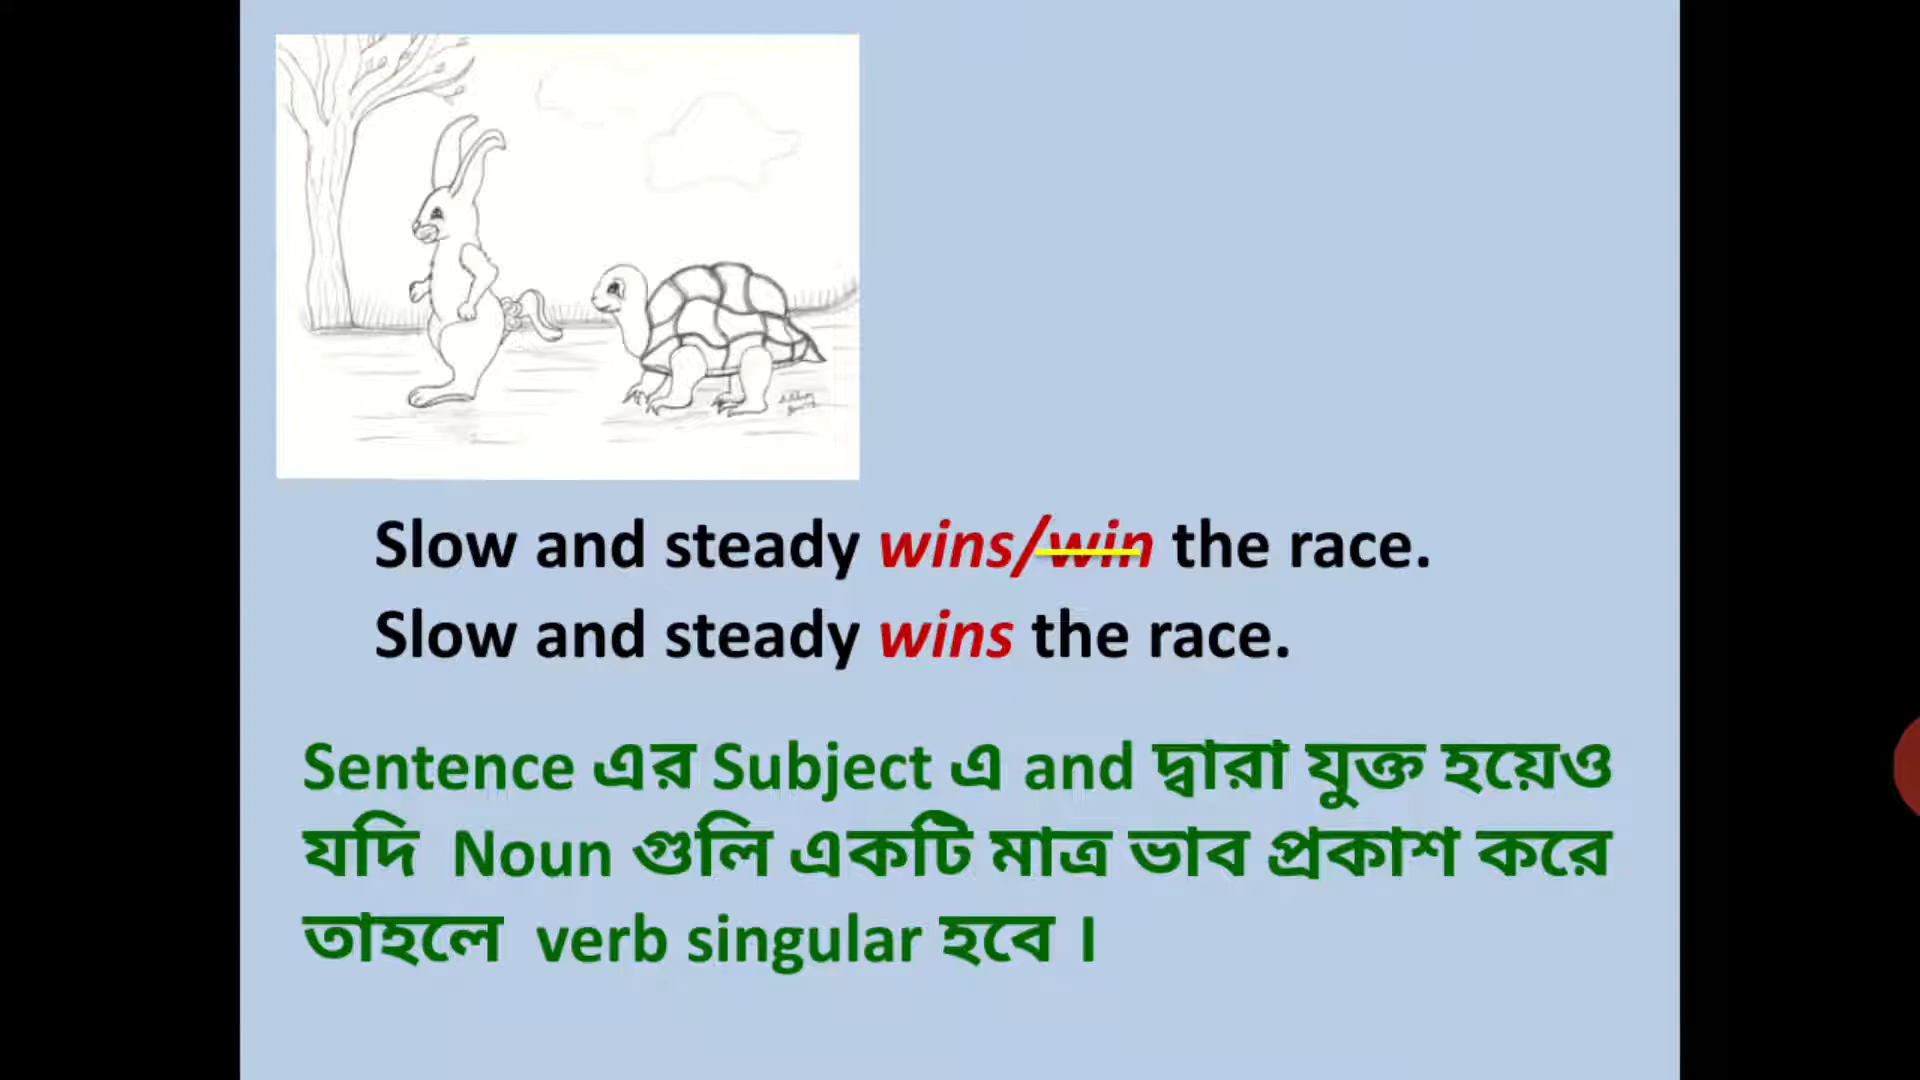 Slow and steady wins/win the race.
Slow and steady wins the race.
Sentence এর Subject এ and দ্বারা যুক্ত হয়েও
যদি Noun গুলি একটি মাত্র ভাব প্রকাশ করে
তাহলে verb singular হবে ।